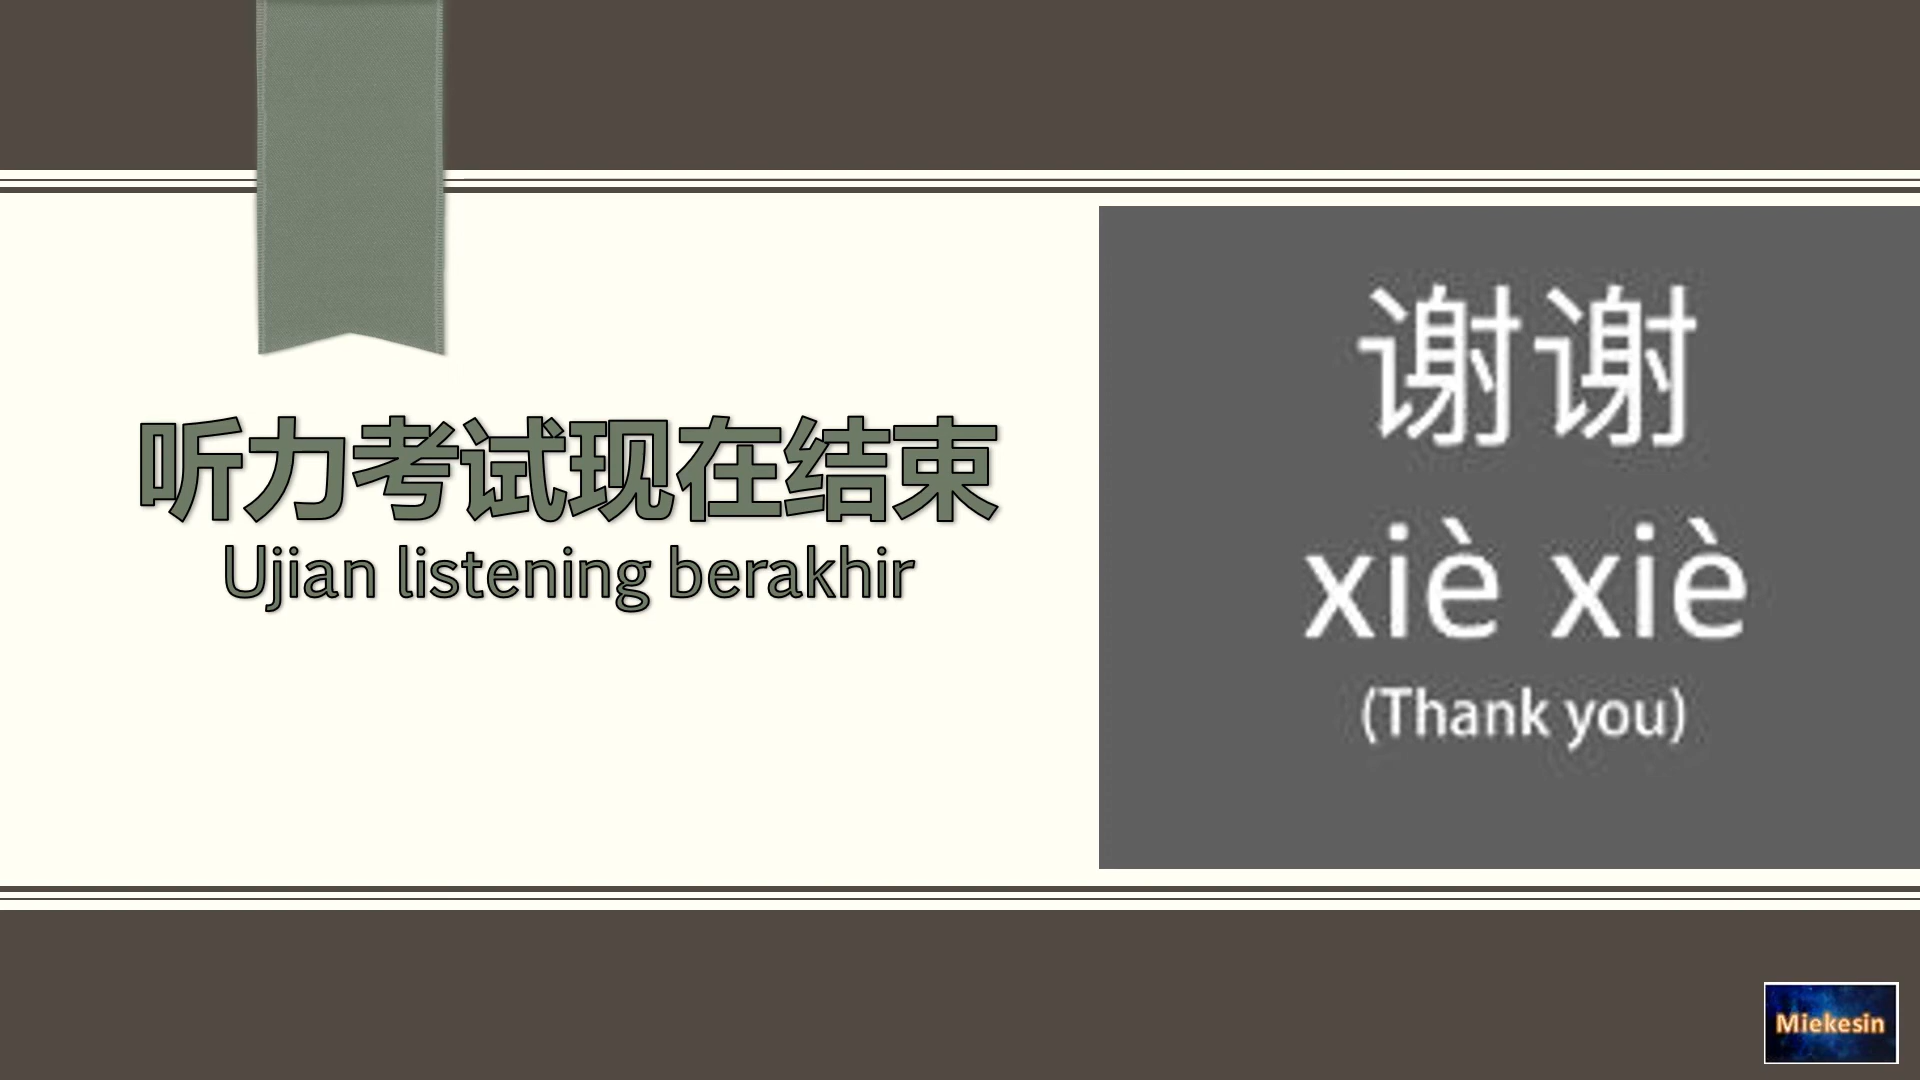 听力考试现在结束
Ujian listening berakhir
谢谢
xiè xiè
(Thank you)
Miekesin